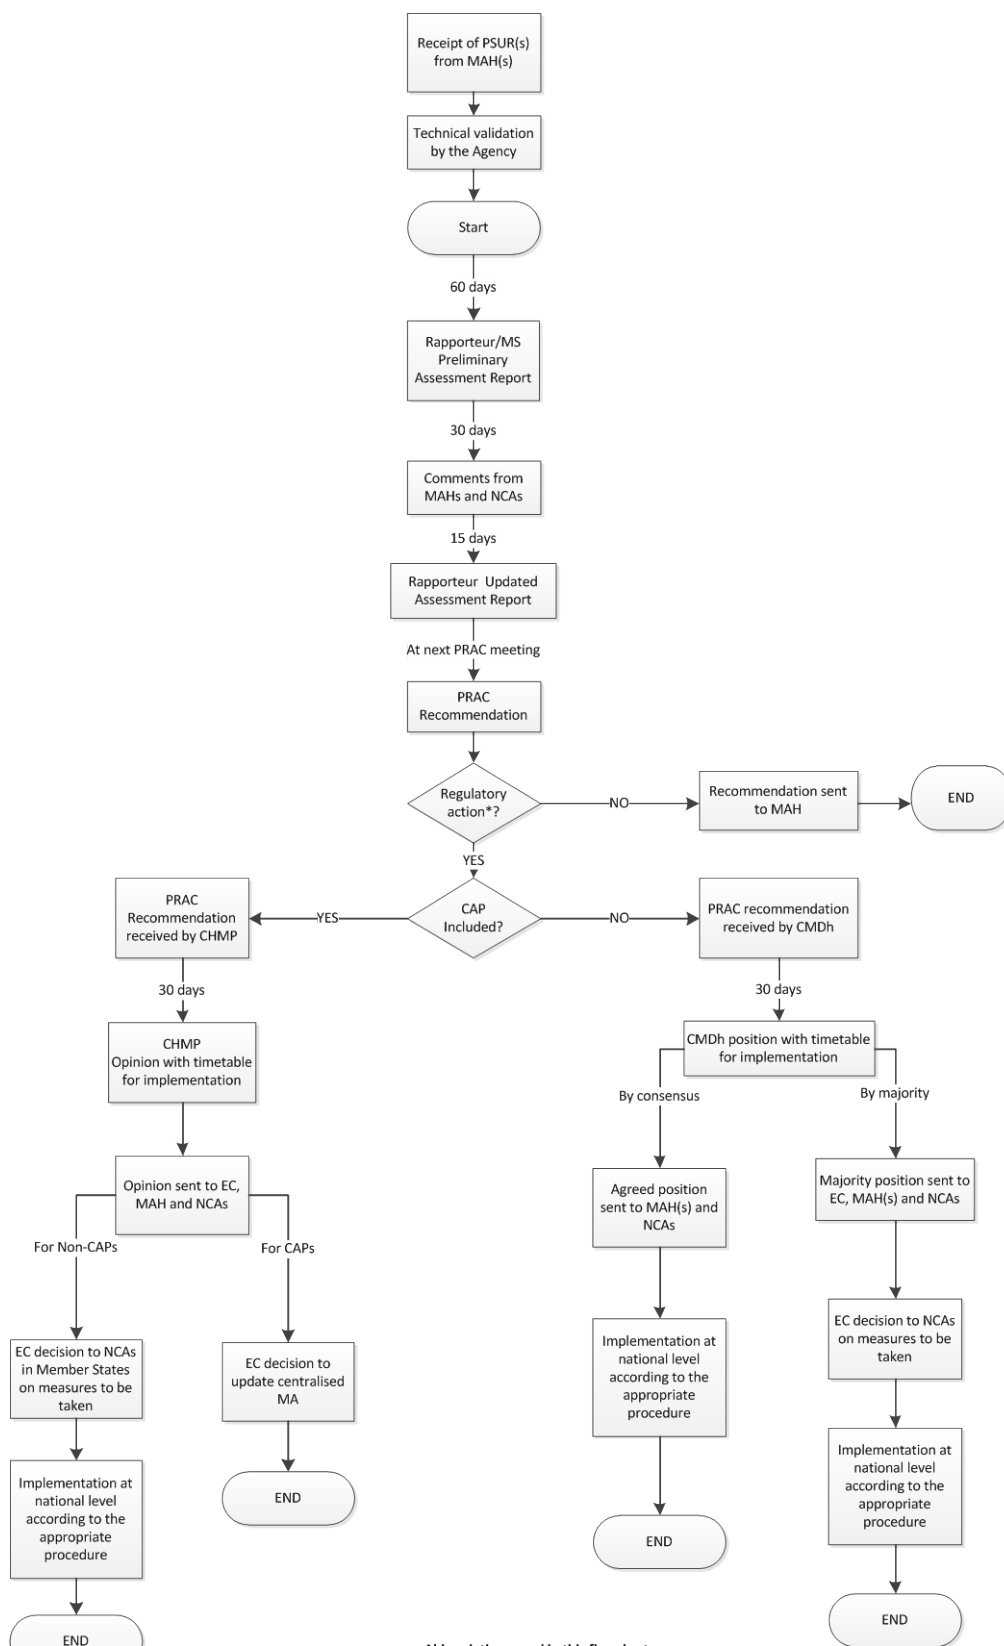 Receipt of PSUR(s)
from MAH(s)
Technical validation
by the Agency
Start
60 days
Rapporteur/MS
Preliminary
Assessment Report
30 days
Comments from
MAHs and NCAs
15 days
Rapporteur Updated
Assessment Report
At next PRAC meeting
PRAC
Recommendation
Regulatory
action*?
NO
Recommendation sent
to MAH
END
YES
CAP
Included?
YES
PRAC
Recommendation
received by CHMP
NO
PRAC recommendation
received by CMDh
30 days
CHMP
Opinion with timetable
for implementation
Opinion sent to EC,
MAH and NCAs
For Non-CAPs
For CAPs
EC decision to NCAs
in Member States
on measures to be
taken
Implementation at
national level
according to the
appropriate
procedure
END
EC decision to
update centralised
MA
END
30 days
CMDh position with timetable
for implementation
By consensus
By majority
Agreed position
sent to MAH(s) and
NCAs
Implementation at
national level
according to the
appropriate
procedure
END
Majority position sent to
EC, MAH(s) and NCAs
EC decision to NCAs
on measures to be
taken
Implementation at
national level
according to the
appropriate
procedure
END